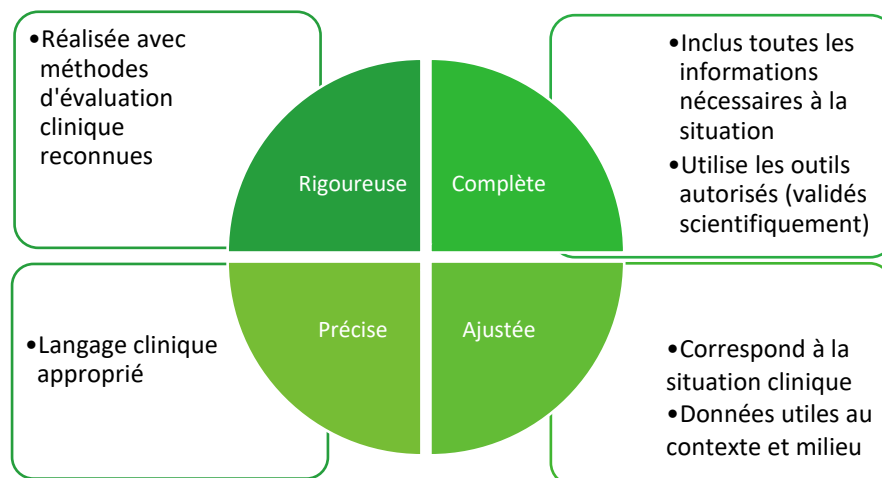 •Réalisée avec
méthodes
d'évaluation
clinique
reconnues
Rigoureuse
Complète
•Inclus toutes les
informations
nécessaires à la
situation
•Utilise les outils
autorisés (validés
scientifiquement)
•Langage clinique
approprié
Précise
Ajustée
•Correspond à la
situation clinique
•Données utiles au
contexte et milieu